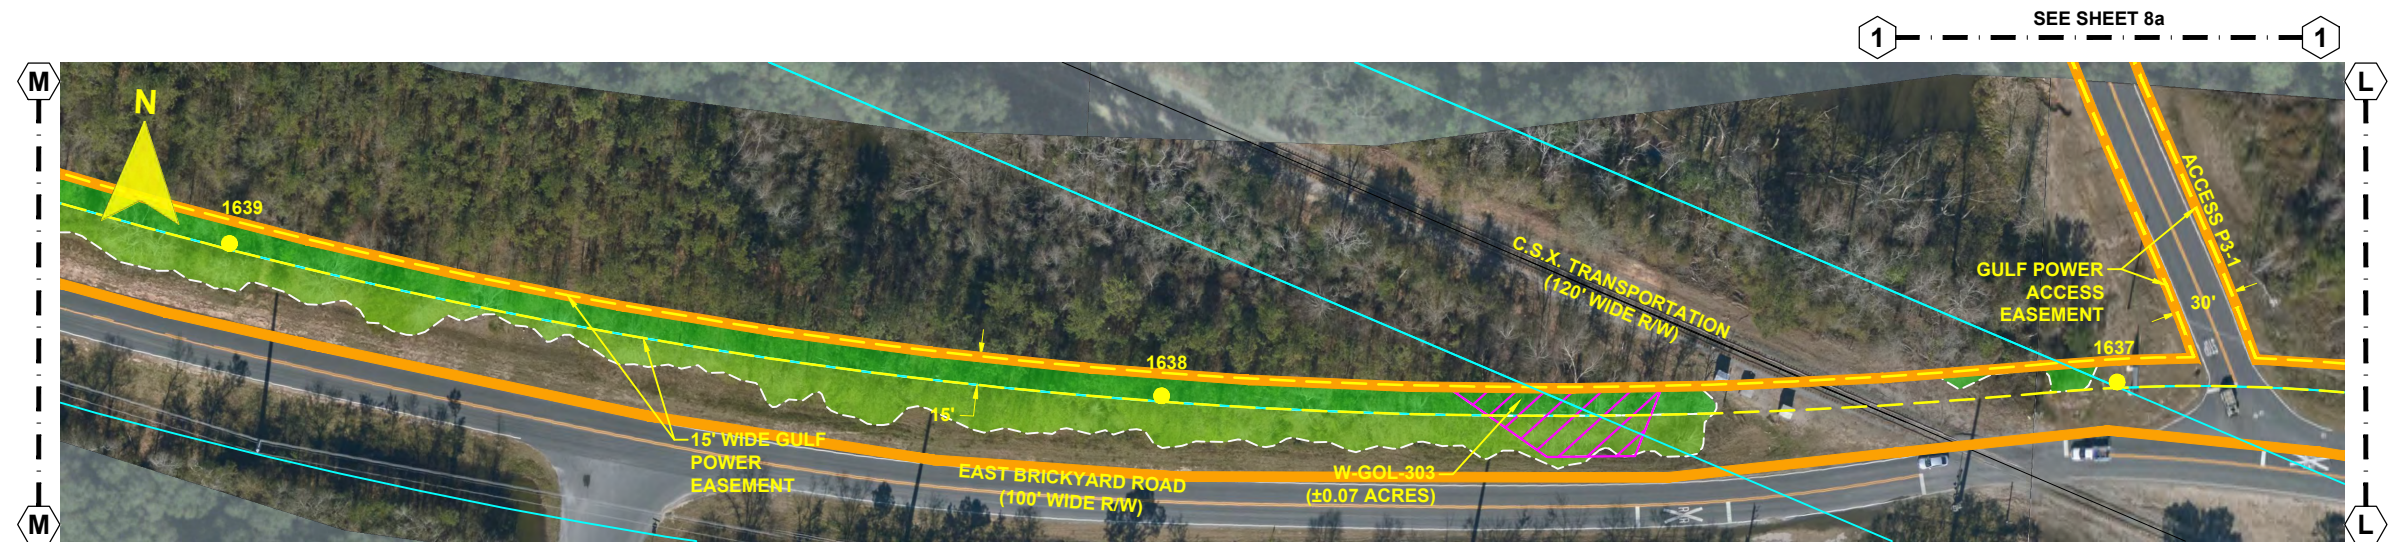 SEE SHEET 8a
1
1
M
L
N
1639
ACCESS P3-1
C.S.X. TRANSPORTATION
(120' WIDE R/W)
GULF POWER
ACCESS
EASEMENT
30'
1637
1638
15'
15' WIDE GULF
POWER
EASEMENT
EAST BRICKYARD ROAD
(100' WIDE R/W)
W-GOL-303
(±0.07 ACRES)
M
L